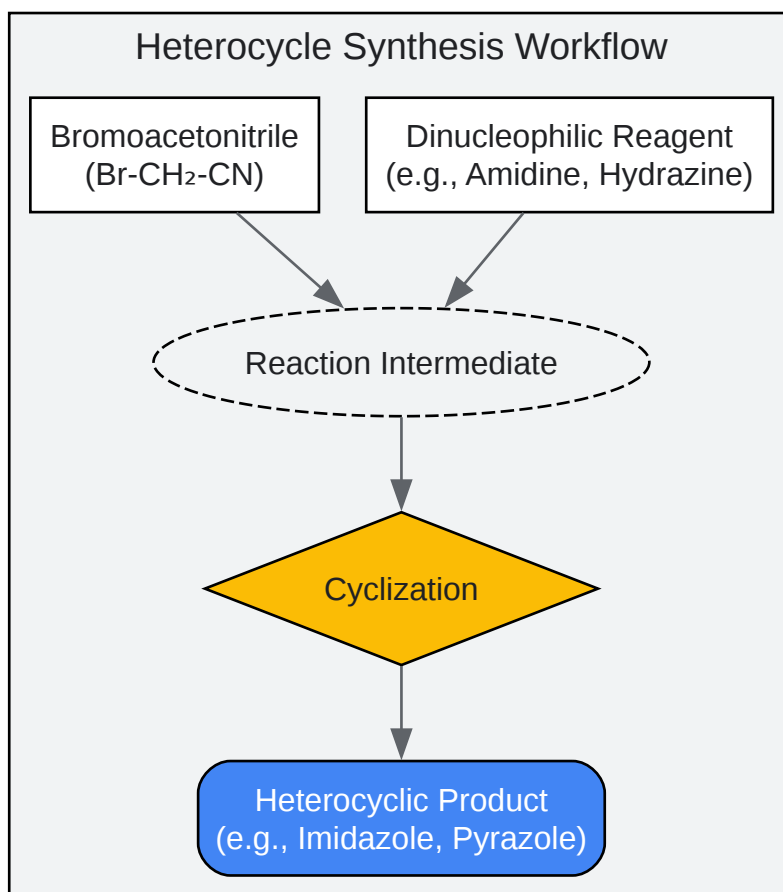 Heterocycle Synthesis Workflow
Bromoacetonitrile
(Br-CH₂-CN)
Dinucleophilic Reagent
(e.g., Amidine, Hydrazine)
Reaction Intermediate
Cyclization
Heterocyclic Product
(e.g., Imidazole, Pyrazole)